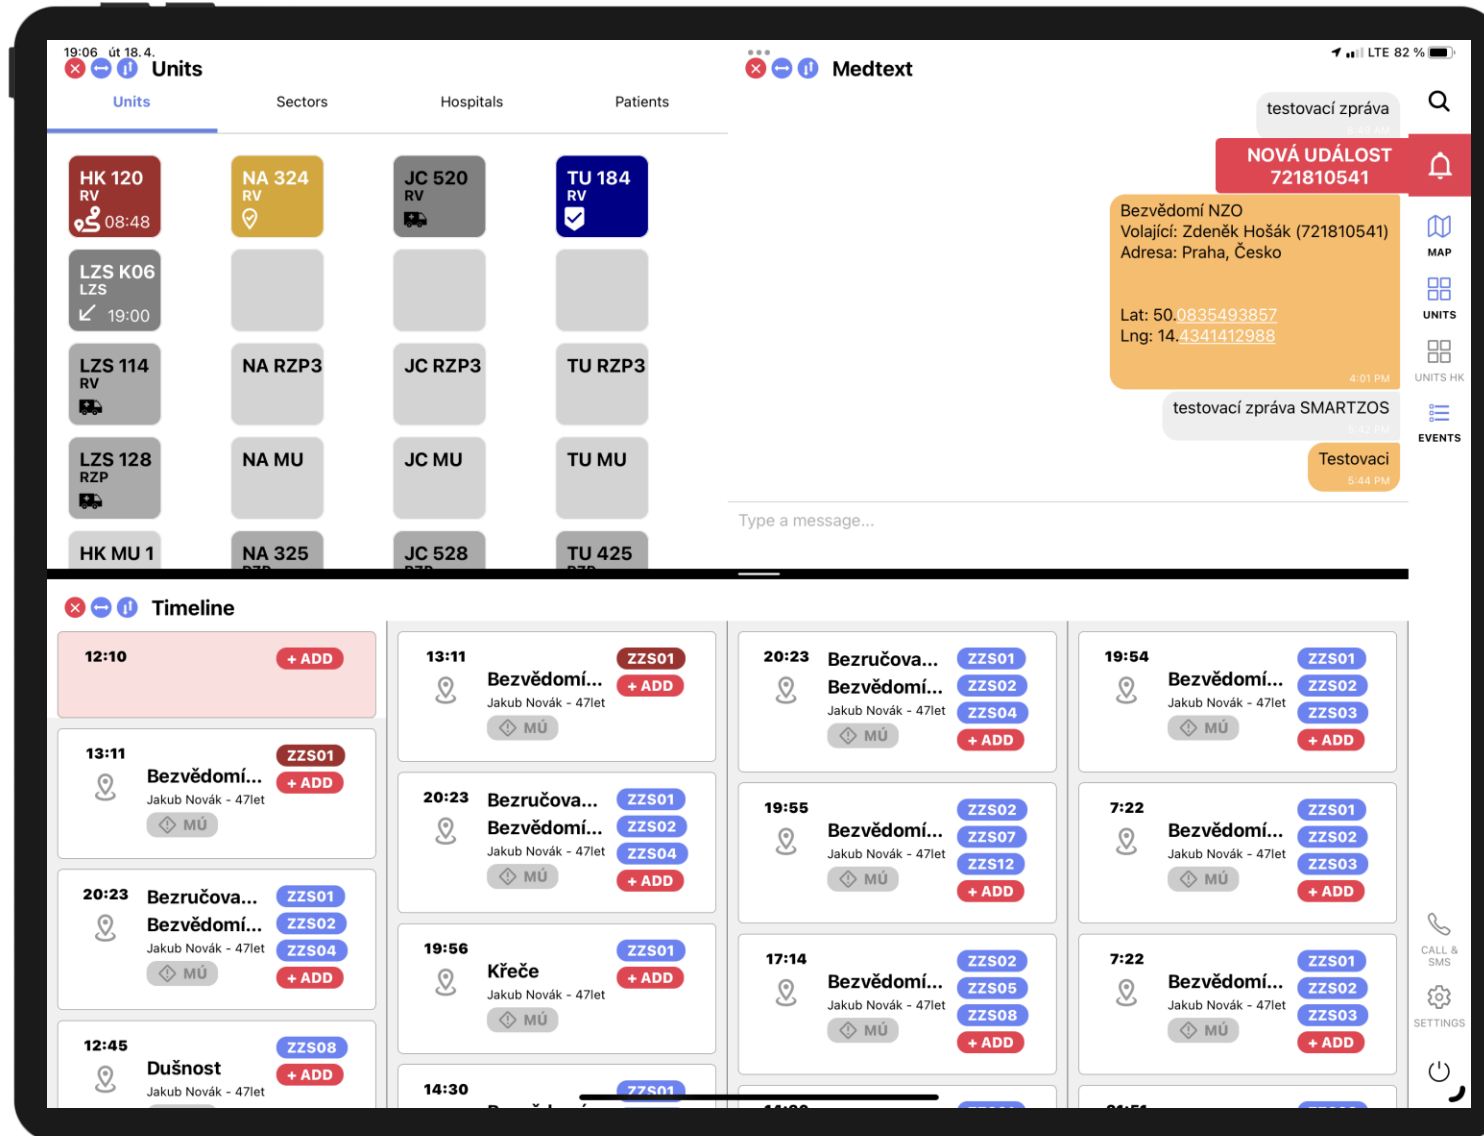 19:06 út 18. 4.
LTE 82 %
Units
Units
Sectors
Hospitals
Patients
HK 120
RV
08:48
NA 324
RV
JC 520
RV
TU 184
RV
LZS K06
LZS
19:00
LZS 114
RV
NA RZP3
JC RZP3
TU RZP3
LZS 128
RZP
NA MU
JC MU
TU MU
HK MU 1
NA 325
RZP
JC 528
RZP
TU 425
RZP
Medtext
testovací zpráva
8:49 AM
NOVÁ UDÁLOST
721810541
Bezvědomí NZO
Volající: Zdeněk Hošák (721810541)
Adresa: Praha, Česko
Lat: 50.0835493857
Lng: 14.4341412988
4:01 PM
testovací zpráva SMARTZOS
5:42 PM
Testovaci
5:44 PM
Type a message...
MAP
UNITS
UNITS HK
EVENTS
CALL &
SMS
SETTINGS
Timeline
12:10
+ ADD
13:11
Bezvědomí...
Jakub Novák - 47let
MÚ
ZZS01
+ ADD
20:23
Bezručova...
Bezvědomí...
Jakub Novák - 47let
MÚ
ZZS01
ZZS02
ZZS04
+ ADD
12:45
Dušnost
Jakub Novák - 47let
ZZS08
+ ADD
13:11
Bezvědomí...
Jakub Novák - 47let
MÚ
ZZS01
+ ADD
20:23
Bezručova...
Bezvědomí...
Jakub Novák - 47let
MÚ
ZZS01
ZZS02
ZZS04
+ ADD
19:56
Křeče
Jakub Novák - 47let
MÚ
ZZS01
+ ADD
14:30
ZZS01
20:23
Bezručova...
Bezvědomí...
Jakub Novák - 47let
MÚ
ZZS01
ZZS02
ZZS04
+ ADD
19:55
Bezvědomí...
Jakub Novák - 47let
MÚ
ZZS02
ZZS07
ZZS12
+ ADD
17:14
Bezvědomí...
Jakub Novák - 47let
MÚ
ZZS02
ZZS05
ZZS08
+ ADD
19:54
Bezvědomí...
Jakub Novák - 47let
MÚ
ZZS01
ZZS02
ZZS03
+ ADD
7:22
Bezvědomí...
Jakub Novák - 47let
MÚ
ZZS01
ZZS02
ZZS03
+ ADD
7:22
Bezvědomí...
Jakub Novák - 47let
MÚ
ZZS01
ZZS02
ZZS03
+ ADD